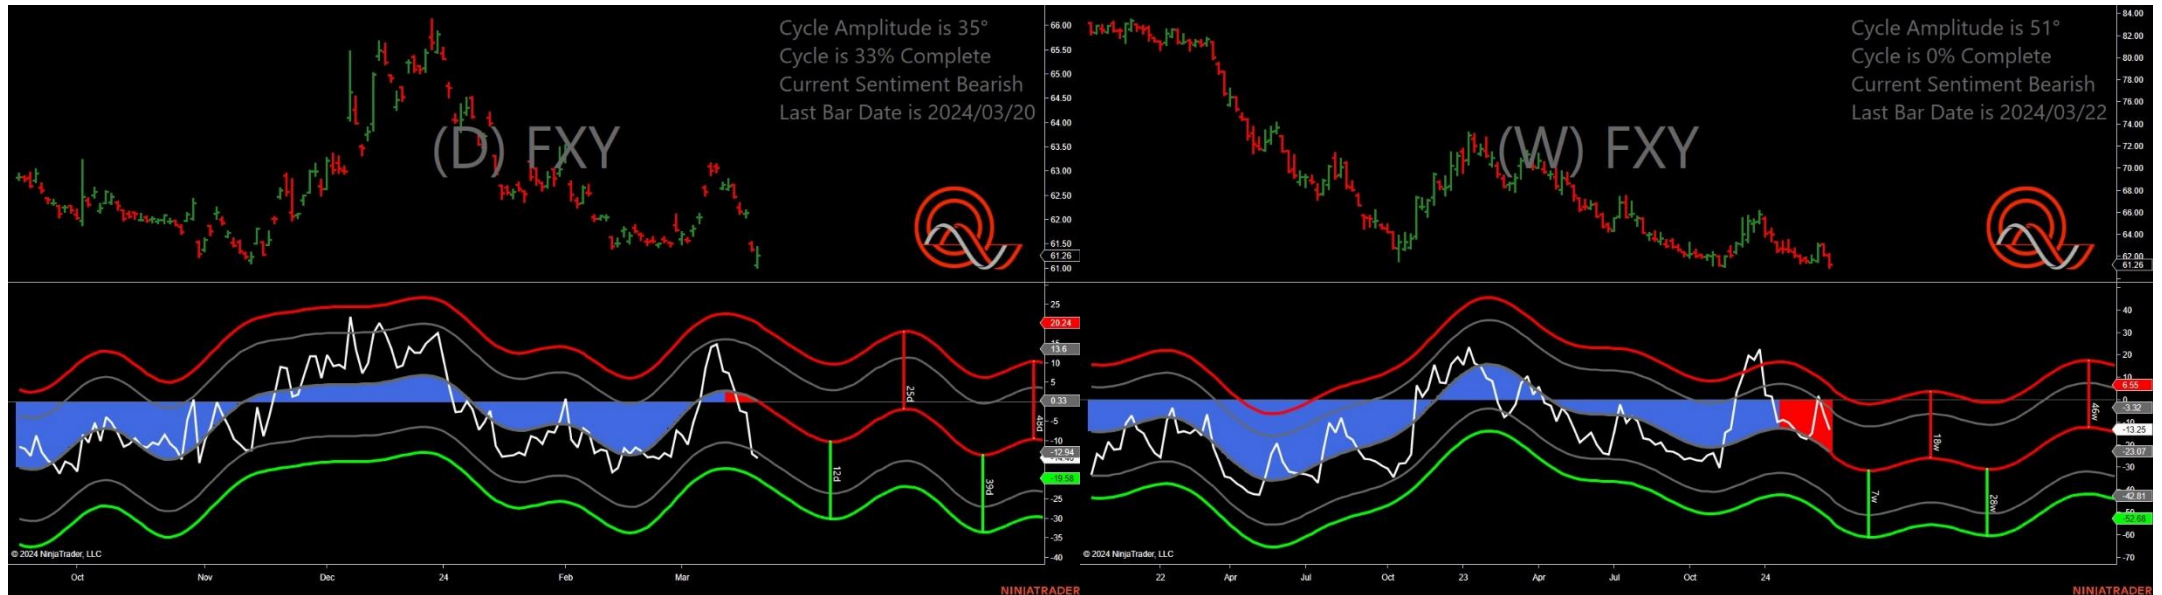 Cycle Amplitude is 35°
Cycle is 33% Complete
Current Sentiment Bearish
Last Bar Date is 2024/03/20
(D) FXY
66.00
65.50
65.00
64.50
64.00
63.50
63.00
62.50
62.00
61.50
61.26
61.00
25
20.24
13.6
10
5
0.33
-5
-10
-12.94
-19.58
-25
-30
-35
-40
12d
25d
39d
48d
© 2024 NinjaTrader, LLC
Oct Nov Dec 24 Feb Mar
NINJATRADER
Cycle Amplitude is 51°
Cycle is 0% Complete
Current Sentiment Bearish
Last Bar Date is 2024/03/22
(W) FXY
84.00
82.00
80.00
78.00
76.00
74.00
72.00
70.00
68.00
66.00
64.00
62.00
61.26
40
30
20
10
6.55
0
-3.32
-13.25
-23.07
-30
-42.81
-52.68
-60
-70
7w
18w
28w
46w
© 2024 NinjaTrader, LLC
22 Apr Jul Oct 23 Apr Jul Oct 24
NINJATRADER